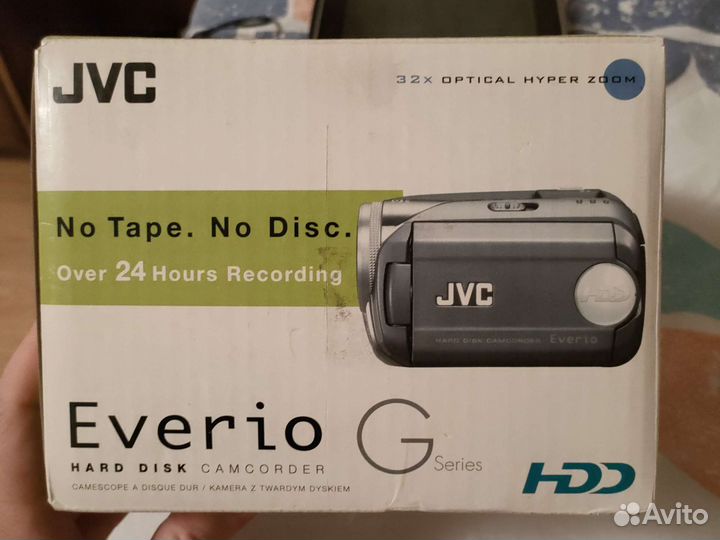 JVC
32X OPTICAL HYPER ZOOM
No Tape. No Disc.
Over 24 Hours Recording
JVC
HDD
HARD DISK CAMCORDER Everio
Everio G Series
HARD DISK CAMCORDER
CAMESCOPE A DISQUE DUR / KAMERA Z TWARDYM DYSKIEM
HDD
Avito